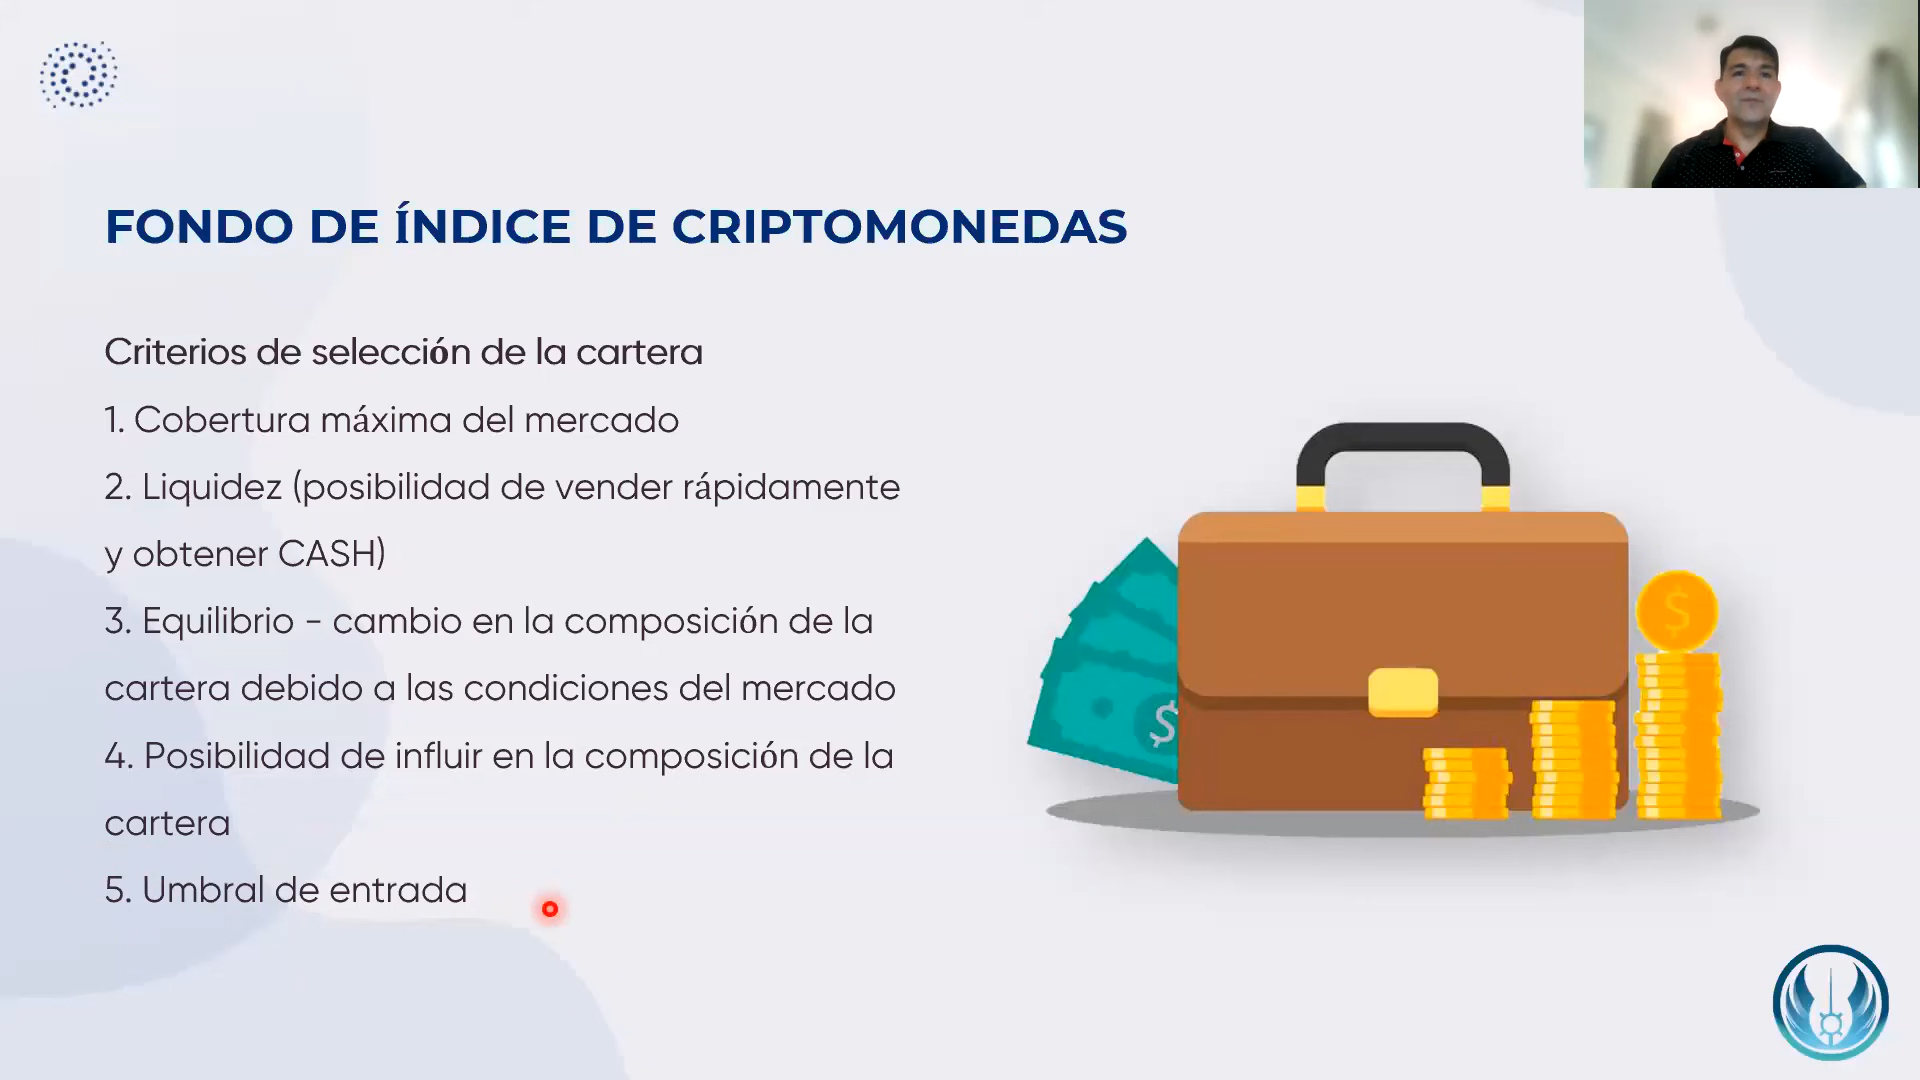 FONDO DE ÍNDICE DE CRIPTOMONEDAS
Criterios de selección de la cartera
1. Cobertura máxima del mercado
2. Liquidez (posibilidad de vender rápidamente
y obtener CASH)
3. Equilibrio - cambio en la composición de la
cartera debido a las condiciones del mercado
4. Posibilidad de influir en la composición de la
cartera
5. Umbral de entrada
$
$